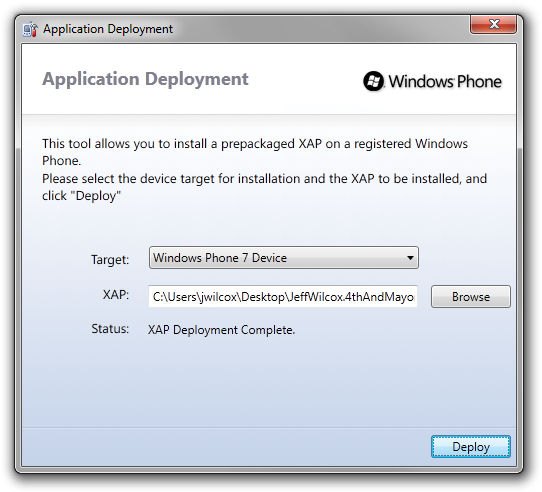 Application Deployment
Application Deployment
Windows Phone
This tool allows you to install a prepackaged XAP on a registered Windows
Phone.
Please select the device target for installation and the XAP to be installed, and
click "Deploy"
Target: Windows Phone 7 Device
XAP: C:\Users\jwilcox\Desktop\JeffWilcox.4thAndMayo Browse
Status: XAP Deployment Complete.
Deploy